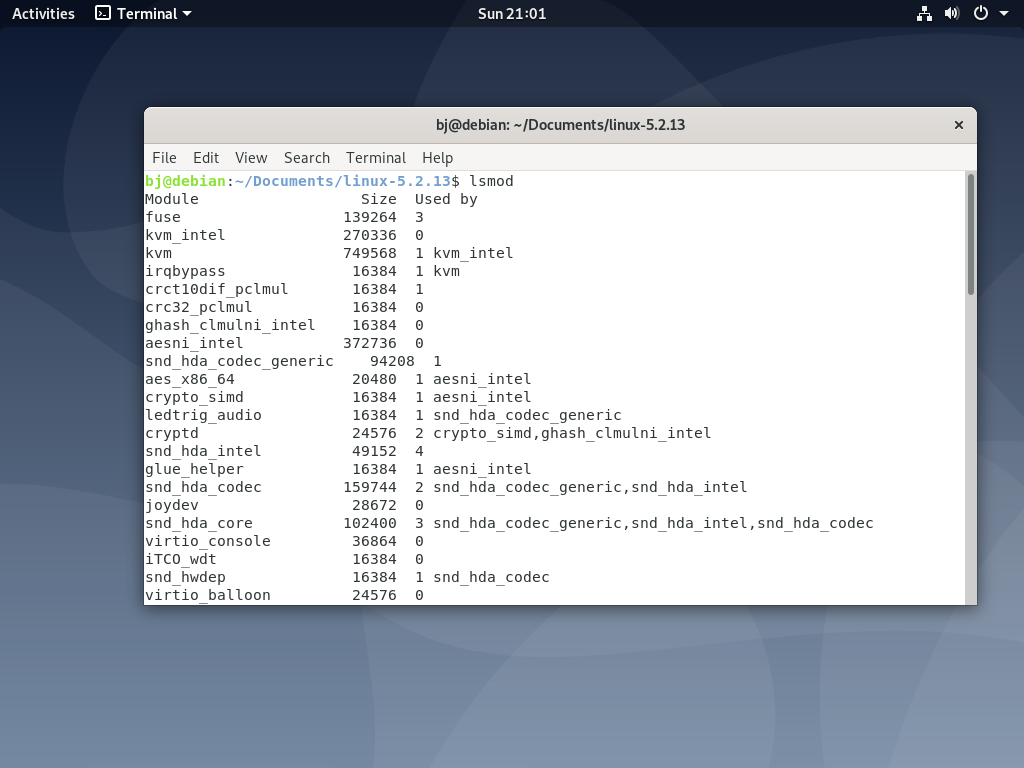 Activities Terminal Sun 21:01
bj@debian: ~/Documents/linux-5.2.13 ×
File Edit View Search Terminal Help
bj@debian:~/Documents/linux-5.2.13$ lsmod
Module                  Size  Used by
fuse                  139264  3
kvm_intel             270336  0
kvm                   749568  1 kvm_intel
irqbypass              16384  1 kvm
crct10dif_pclmul       16384  1
crc32_pclmul           16384  0
ghash_clmulni_intel    16384  0
aesni_intel           372736  0
snd_hda_codec_generic    94208  1
aes_x86_64             20480  1 aesni_intel
crypto_simd            16384  1 aesni_intel
ledtrig_audio          16384  1 snd_hda_codec_generic
cryptd                 24576  2 crypto_simd,ghash_clmulni_intel
snd_hda_intel          49152  4
glue_helper            16384  1 aesni_intel
snd_hda_codec         159744  2 snd_hda_codec_generic,snd_hda_intel
joydev                 28672  0
snd_hda_core          102400  3 snd_hda_codec_generic,snd_hda_intel,snd_hda_codec
virtio_console         36864  0
iTCO_wdt               16384  0
snd_hwdep              16384  1 snd_hda_codec
virtio_balloon         24576  0